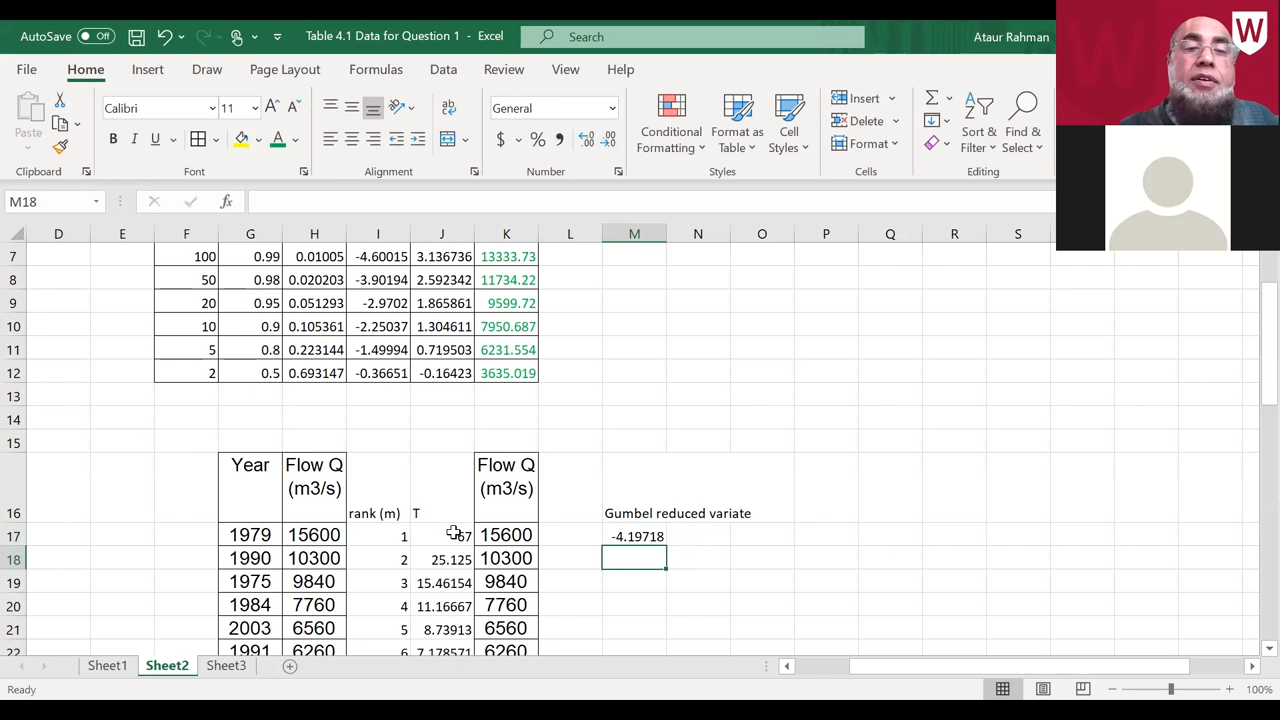 AutoSave Off Table 4.1 Data for Question 1 - Excel Search Ataur Rahman
W
File Home Insert Draw Page Layout Formulas Data Review View Help
Paste Calibri 11 General Conditional Formatting Format as Table Cell Styles Insert Delete Format Sort & Filter Find & Select
Clipboard Font Alignment Number Styles Cells Editing
M18 fx
D E F G H I J K L M N O P Q R S
7 100 0.99 0.01005 -4.60015 3.136736 13333.73
8 50 0.98 0.020203 -3.90194 2.592342 11734.22
9 20 0.95 0.051293 -2.9702 1.865861 9599.72
10 10 0.9 0.105361 -2.25037 1.304611 7950.687
11 5 0.8 0.223144 -1.49994 0.719503 6231.554
12 2 0.5 0.693147 -0.36651 -0.16423 3635.019
13
14
15
16 Year Flow Q (m3/s) rank (m) T Flow Q (m3/s) Gumbel reduced variate
17 1979 15600 1 67 15600 -4.19718
18 1990 10300 2 25.125 10300
19 1975 9840 3 15.46154 9840
20 1984 7760 4 11.16667 7760
21 2003 6560 5 8.73913 6560
22 1991 6260 6 7.178571 6260
Sheet1 Sheet2 Sheet3
Ready 100%